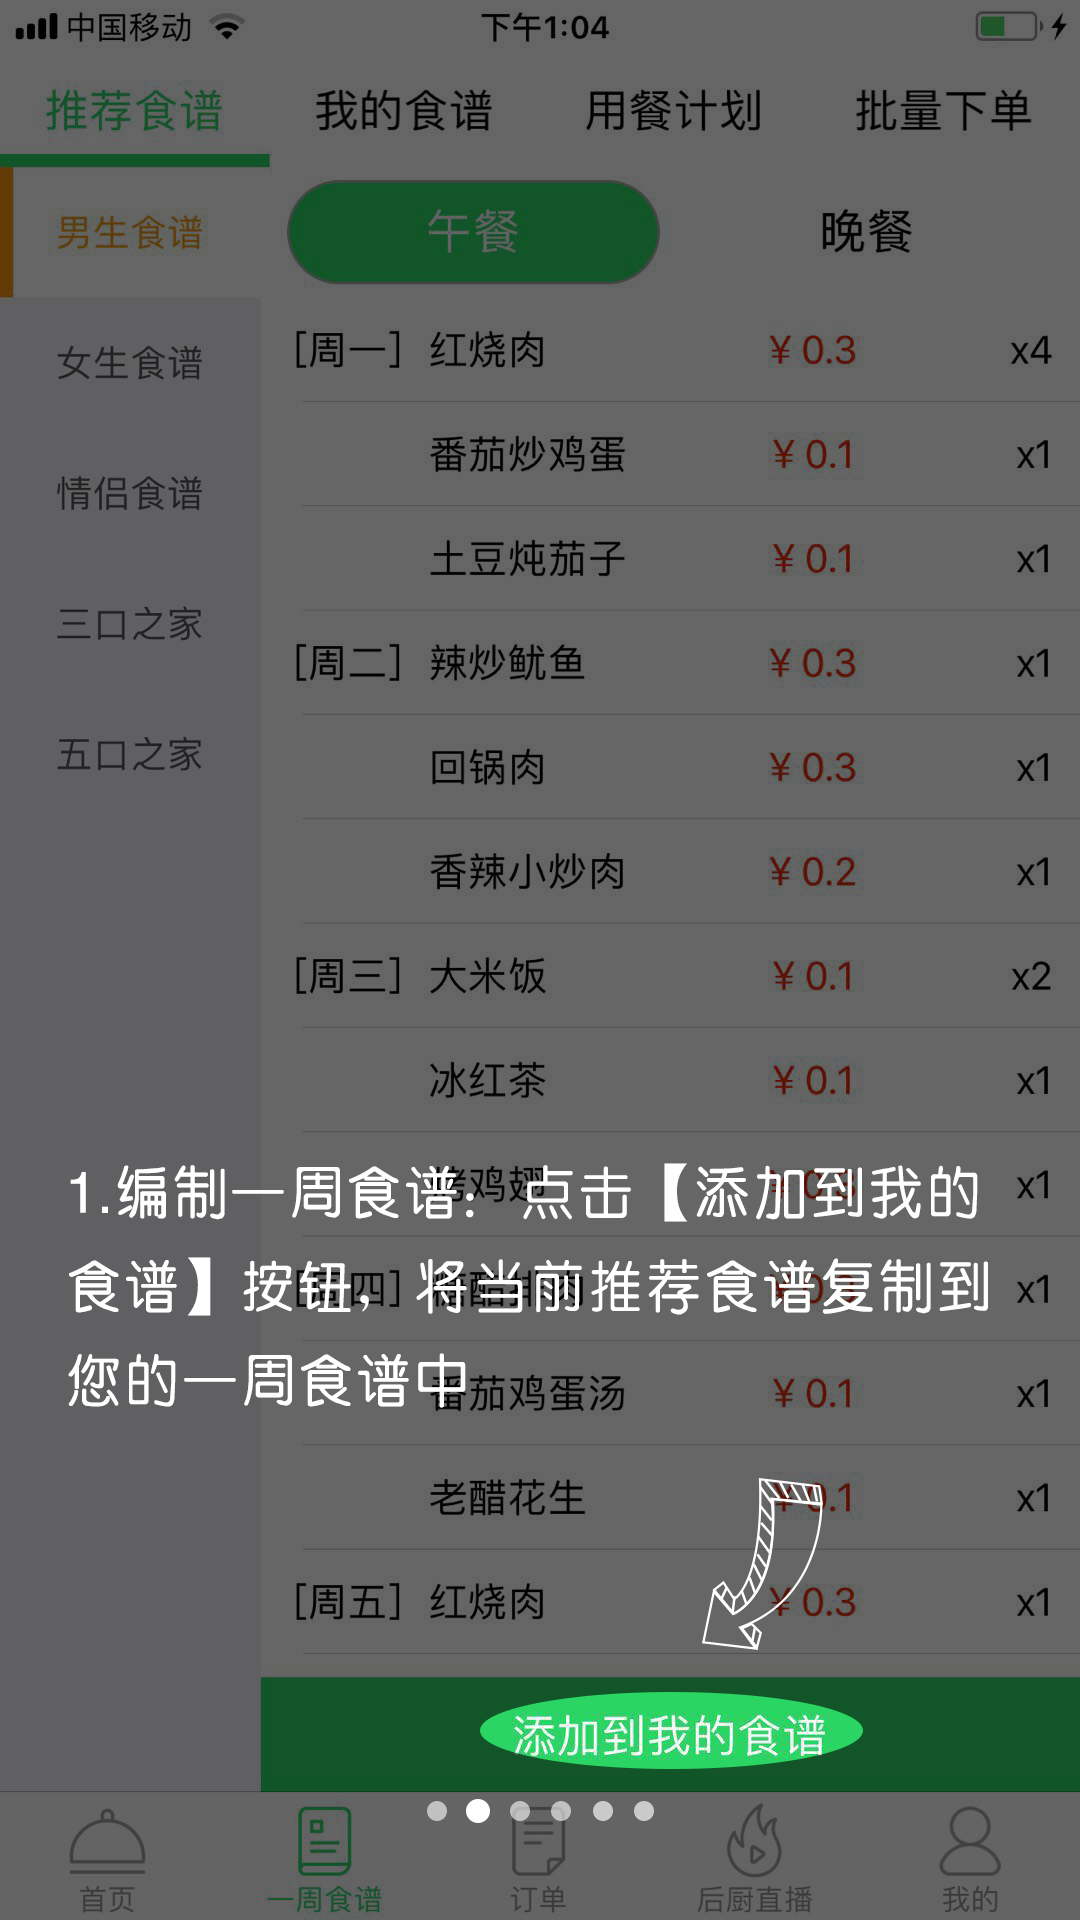 中国移动
下午1:04
推荐食谱 我的食谱 用餐计划 批量下单
男生食谱
女生食谱
情侣食谱
三口之家
五口之家
午餐 晚餐
[周一] 红烧肉 ¥ 0.3 x4
番茄炒鸡蛋 ¥ 0.1 x1
土豆炖茄子 ¥ 0.1 x1
[周二] 辣炒鱿鱼 ¥ 0.3 x1
回锅肉 ¥ 0.3 x1
香辣小炒肉 ¥ 0.2 x1
[周三] 大米饭 ¥ 0.1 x2
冰红茶 ¥ 0.1 x1
烤鸡翅 x1
[周四] 糖醋排肉 x1
番茄鸡蛋汤 ¥ 0.1 x1
老醋花生 ¥ 0.1 x1
[周五] 红烧肉 ¥ 0.3 x1
1.编制一周食谱：点击【添加到我的
食谱】按钮，将当前推荐食谱复制到
您的一周食谱中
添加到我的食谱
首页 一周食谱 订单 后厨直播 我的